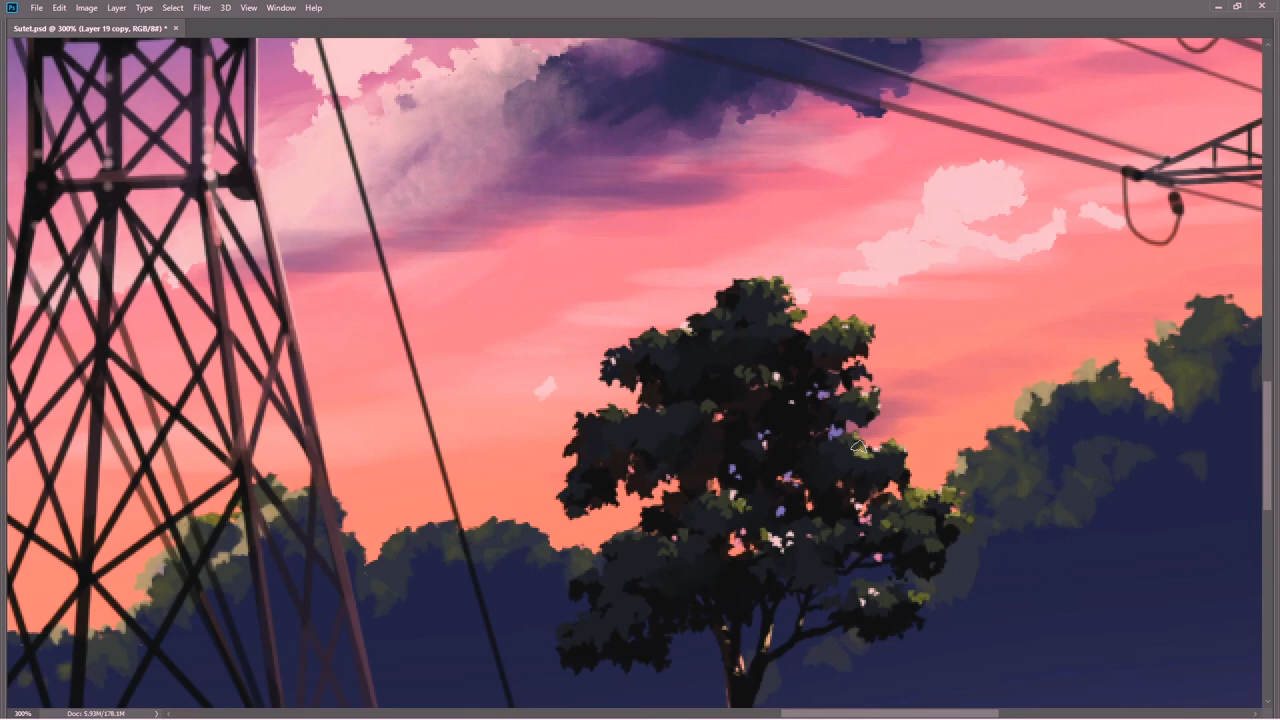 Ps File Edit Image Layer Type Select Filter 3D View Window Help
Sutet.psd @ 300% (Layer 19 copy, RGB/8#) * ×
300% Doc: 5.93M/178.1M